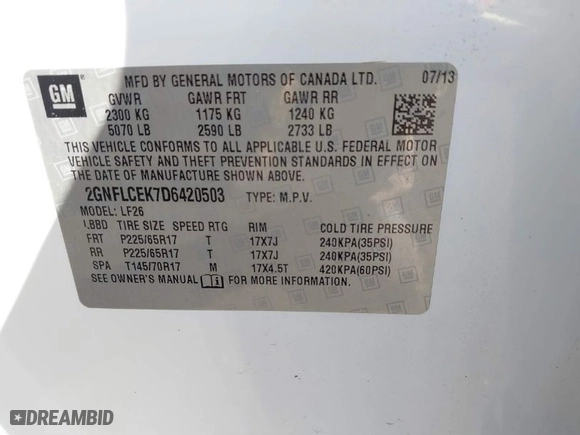 GM
MFD BY GENERAL MOTORS OF CANADA LTD. 07/13
GVWR GAWR FRT GAWR RR
2300 KG 1175 KG 1240 KG
5070 LB 2590 LB 2733 LB
THIS VEHICLE CONFORMS TO ALL APPLICABLE U.S. FEDERAL MOTOR
VEHICLE SAFETY AND THEFT PREVENTION STANDARDS IN EFFECT ON
THE DATE OF MANUFACTURE SHOWN ABOVE.
2GNFLCEK7D6420503 TYPE: M.P.V.
MODEL: LF26
LBBD TIRE SIZE SPEED RTG RIM COLD TIRE PRESSURE
FRT P225/65R17 T 17X7J 240KPA(35PSI)
RR P225/65R17 T 17X7J 240KPA(35PSI)
SPA T145/70R17 M 17X4.5T 420KPA(60PSI)
SEE OWNER'S MANUAL FOR MORE INFORMATION.
DREAMBID